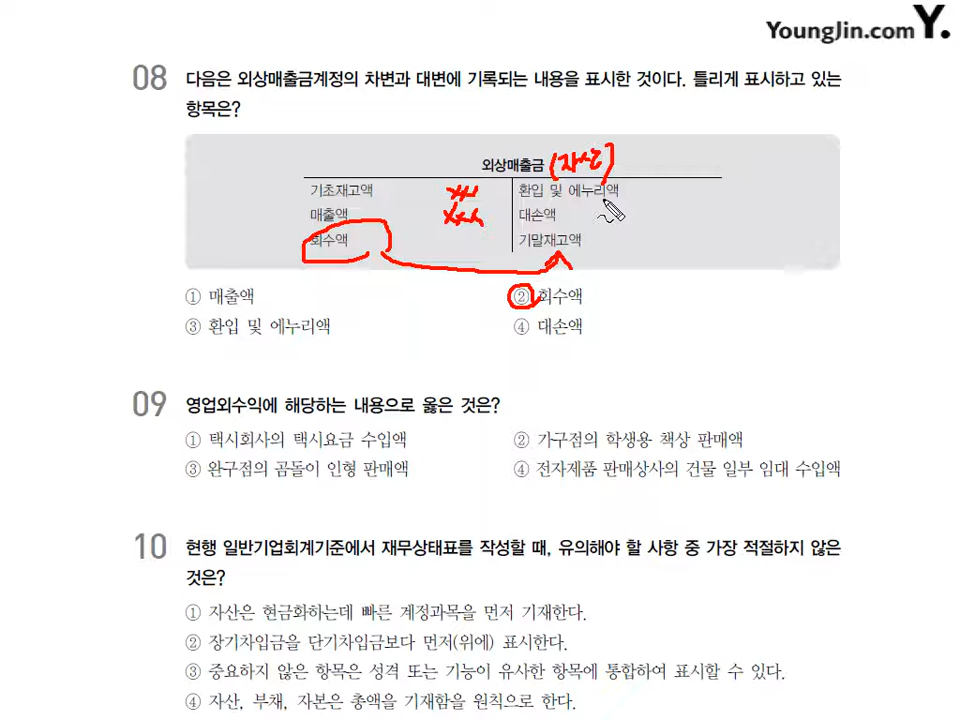 YoungJin.com Y.
08 다음은 외상매출금계정의 차변과 대변에 기록되는 내용을 표시한 것이다. 틀리게 표시하고 있는
항목은?
외상매출금 (자산)
기초재고액 환입 및 에누리액
매출액 대손액
회수액 기말재고액
① 매출액 ② 회수액
③ 환입 및 에누리액 ④ 대손액
09 영업외수익에 해당하는 내용으로 옳은 것은?
① 택시회사의 택시요금 수입액 ② 가구점의 학생용 책상 판매액
③ 완구점의 곰돌이 인형 판매액 ④ 전자제품 판매상사의 건물 일부 임대 수입액
10 현행 일반기업회계기준에서 재무상태표를 작성할 때, 유의해야 할 사항 중 가장 적절하지 않은
것은?
① 자산은 현금화하는데 빠른 계정과목을 먼저 기재한다.
② 장기차입금을 단기차입금보다 먼저(위에) 표시한다.
③ 중요하지 않은 항목은 성격 또는 기능이 유사한 항목에 통합하여 표시할 수 있다.
④ 자산, 부채, 자본은 총액을 기재함을 원칙으로 한다.